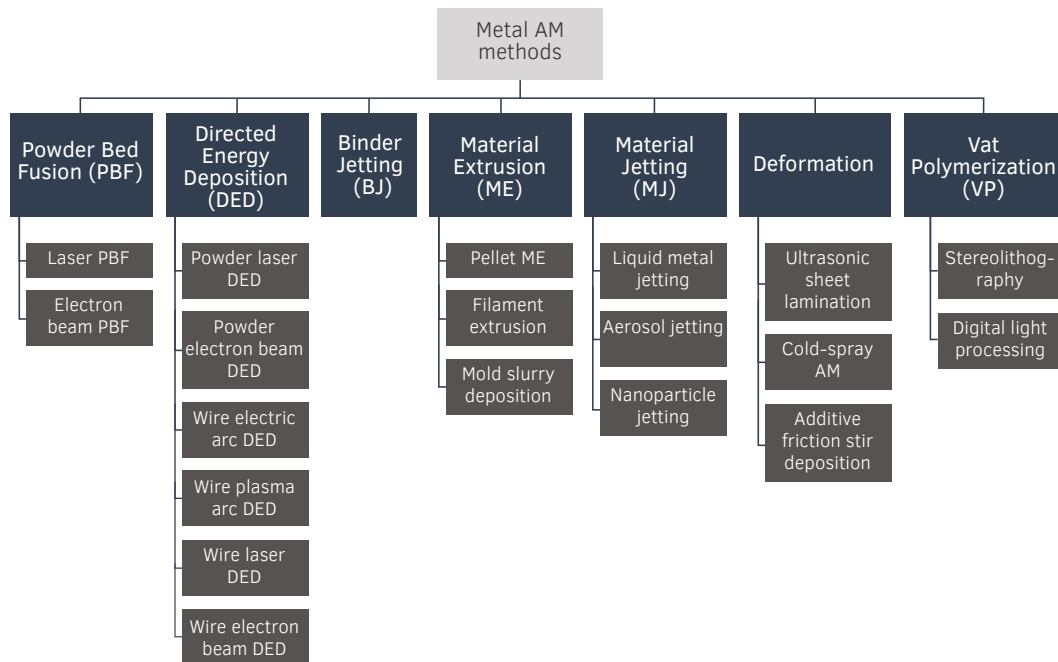 Metal AM
methods
Powder Bed
Fusion (PBF)
Laser PBF
Electron
beam PBF
Directed
Energy
Deposition
(DED)
Powder laser
DED
Powder
electron beam
DED
Wire electric
arc DED
Wire plasma
arc DED
Wire laser
DED
Wire electron
beam DED
Binder
Jetting
(BJ)
Material
Extrusion
(ME)
Pellet ME
Filament
extrusion
Mold slurry
deposition
Material
Jetting
(MJ)
Liquid metal
jetting
Aerosol jetting
Nanoparticle
jetting
Deformation
Ultrasonic
sheet
lamination
Cold-spray
AM
Additive
friction stir
deposition
Vat
Polymerization
(VP)
Stereolithog-
raphy
Digital light
processing